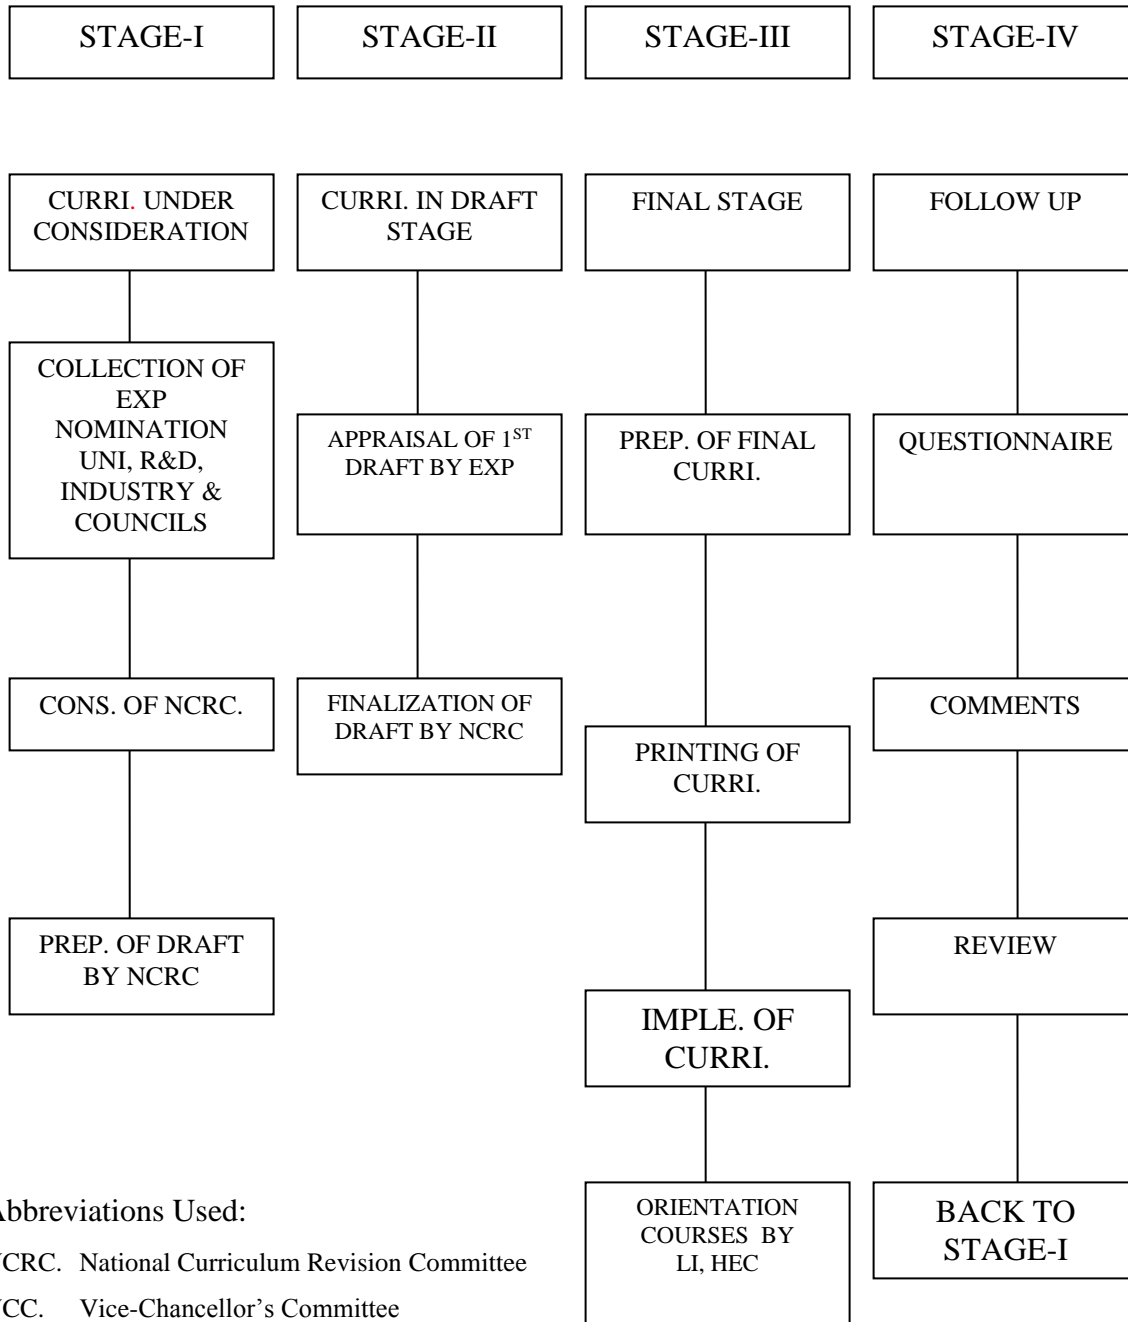 STAGE-I
CURRI. UNDER
CONSIDERATION
COLLECTION OF
EXP
NOMINATION
UNI, R&D,
INDUSTRY &
COUNCILS
CONS. OF NCRC.
PREP. OF DRAFT
BY NCRC
STAGE-II
CURRI. IN DRAFT
STAGE
APPRAISAL OF 1ST
DRAFT BY EXP
FINALIZATION OF
DRAFT BY NCRC
STAGE-III
FINAL STAGE
PREP. OF FINAL
CURRI.
PRINTING OF
CURRI.
IMPLE. OF
CURRI.
ORIENTATION
COURSES BY
LI, HEC
STAGE-IV
FOLLOW UP
QUESTIONNAIRE
COMMENTS
REVIEW
BACK TO
STAGE-I
Abbreviations Used:
NCRC. National Curriculum Revision Committee
VCC. Vice-Chancellor's Committee